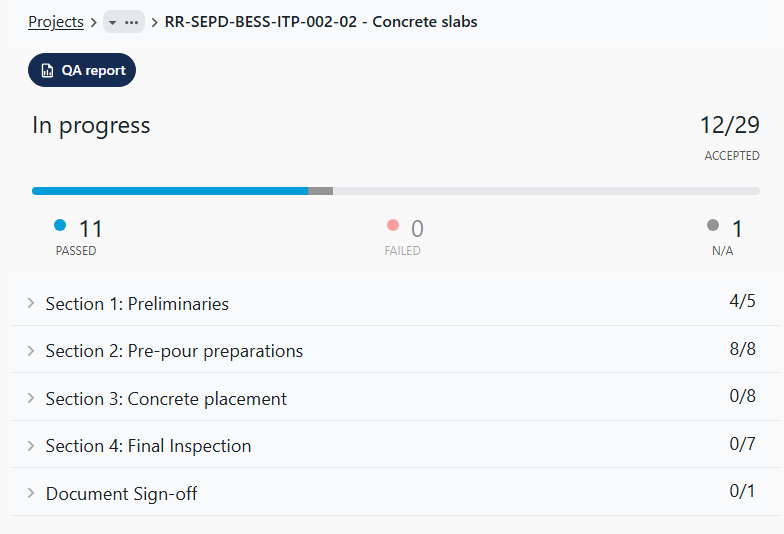 Projects > ... > RR-SEPD-BESS-ITP-002-02 - Concrete slabs
QA report
In progress
12/29
ACCEPTED
11
PASSED
0
FAILED
1
N/A
Section 1: Preliminaries 4/5
Section 2: Pre-pour preparations 8/8
Section 3: Concrete placement 0/8
Section 4: Final Inspection 0/7
Document Sign-off 0/1